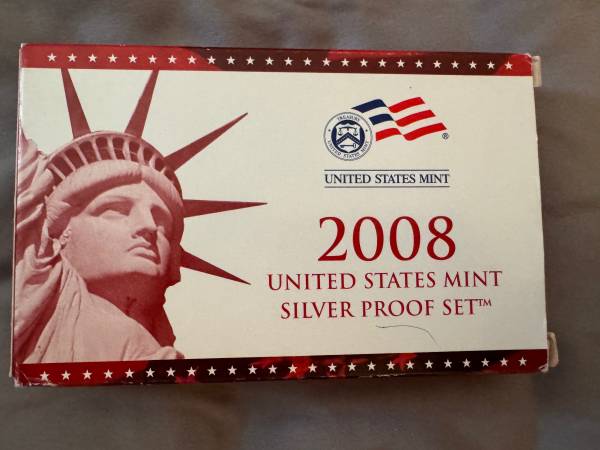 UNITED STATES MINT
2008
UNITED STATES MINT
SILVER PROOF SET™